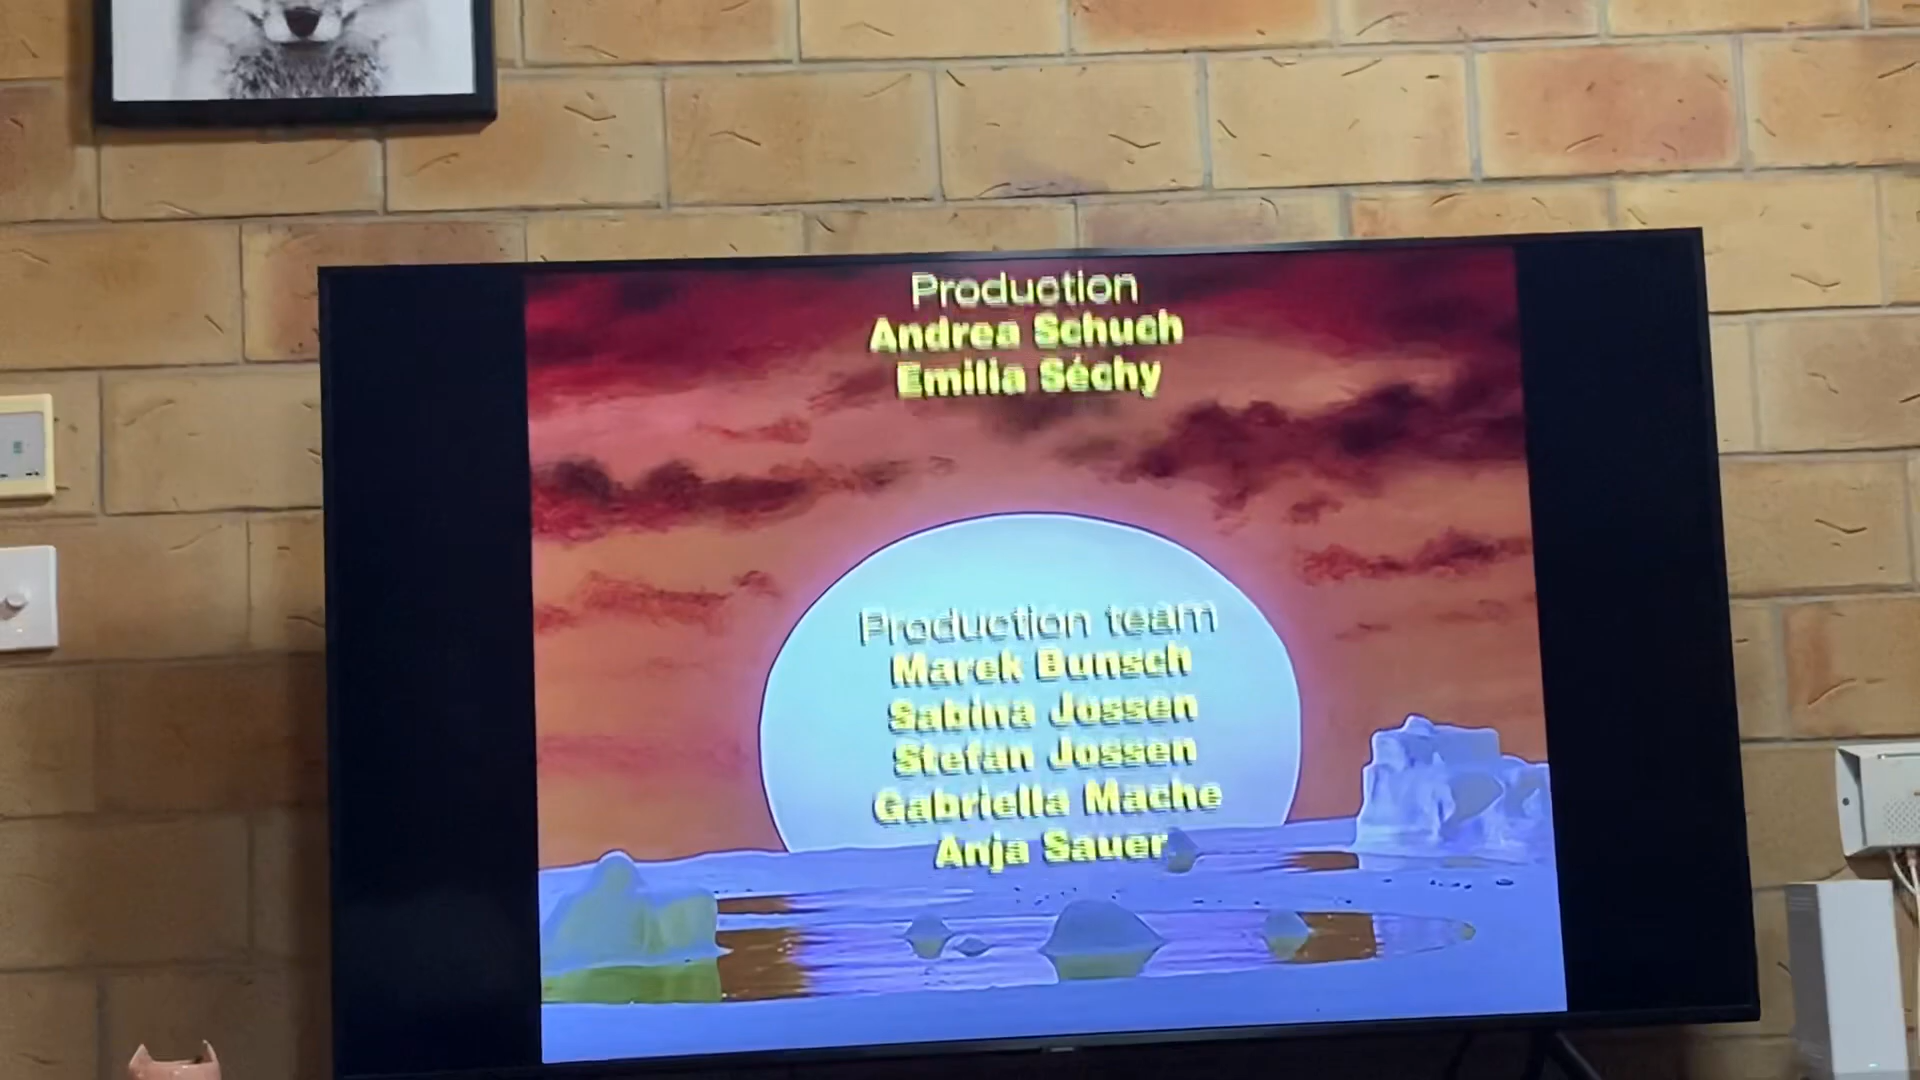 Production
Andrea Schuch
Emilia Séchy
Production team
Marek Bunsch
Sabina Jossen
Stefan Jossen
Gabriella Mache
Anja Sauer